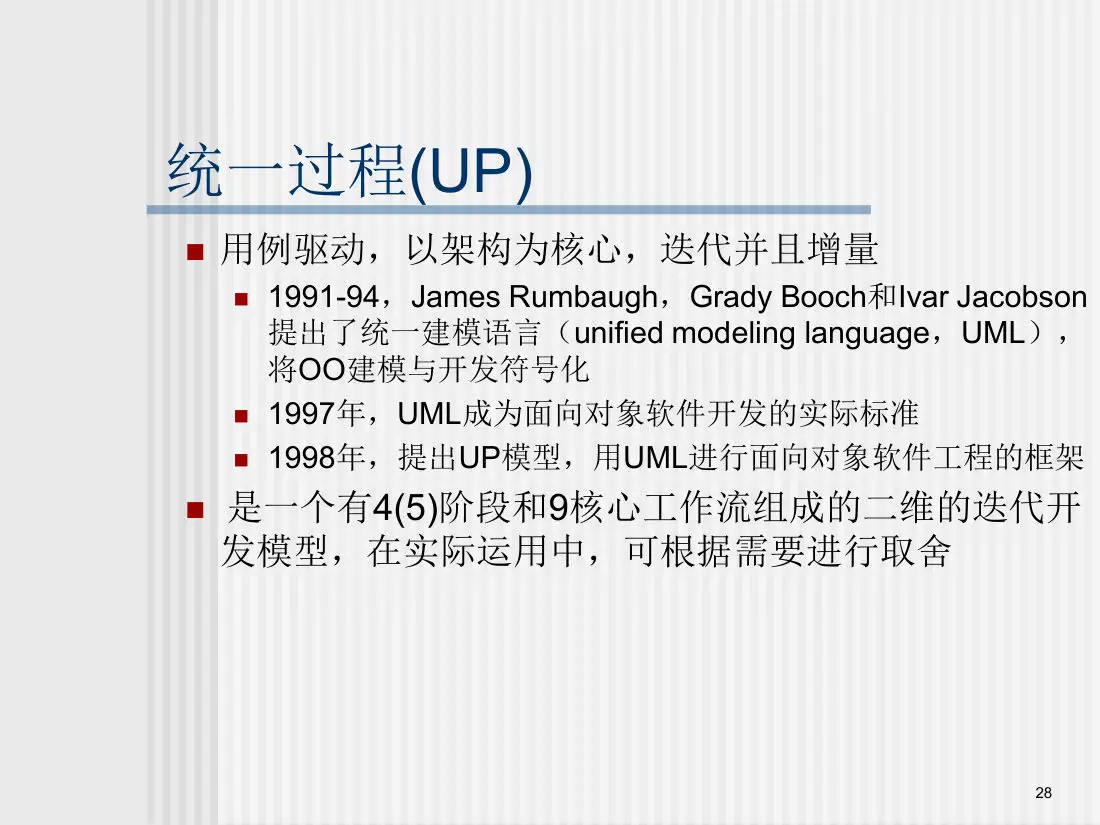 统一过程(UP)
用例驱动，以架构为核心，迭代并且增量
1991-94，James Rumbaugh，Grady Booch和Ivar Jacobson
提出了统一建模语言（unified modeling language，UML），
将OO建模与开发符号化
1997年，UML成为面向对象软件开发的实际标准
1998年，提出UP模型，用UML进行面向对象软件工程的框架
是一个有4(5)阶段和9核心工作流组成的二维的迭代开
发模型，在实际运用中，可根据需要进行取舍
28